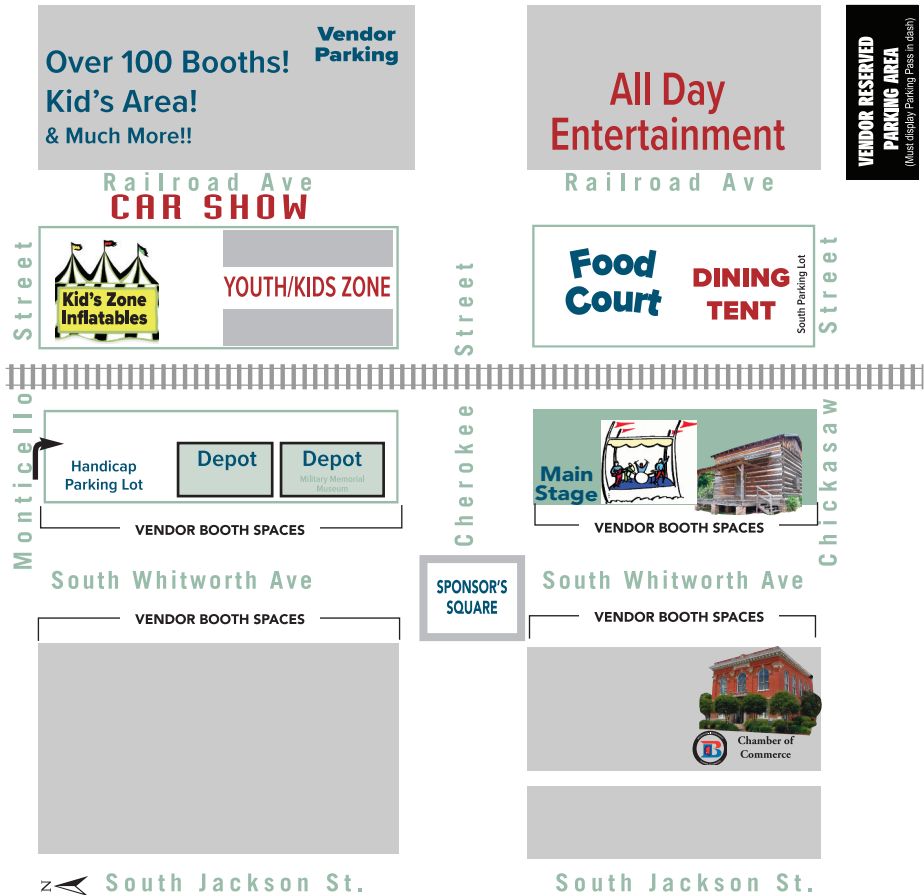 Over 100 Booths!
Kid's Area!
& Much More!!
Vendor
Parking
All Day
Entertainment
VENDOR RESERVED
PARKING AREA
(Must display Parking Pass in dash)
Railroad Ave
Railroad Ave
CAR SHOW
Kid's Zone
Inflatables
YOUTH/KIDS ZONE
Food
Court
DINING
TENT
South Parking Lot
Monticello Street
Cherokee Street
Chickasaw Street
Handicap
Parking Lot
Depot
Depot
Military Memorial
Museum
Main
Stage
VENDOR BOOTH SPACES
VENDOR BOOTH SPACES
South Whitworth Ave
SPONSOR'S
SQUARE
South Whitworth Ave
VENDOR BOOTH SPACES
VENDOR BOOTH SPACES
B
Chamber of
Commerce
N
South Jackson St.
South Jackson St.